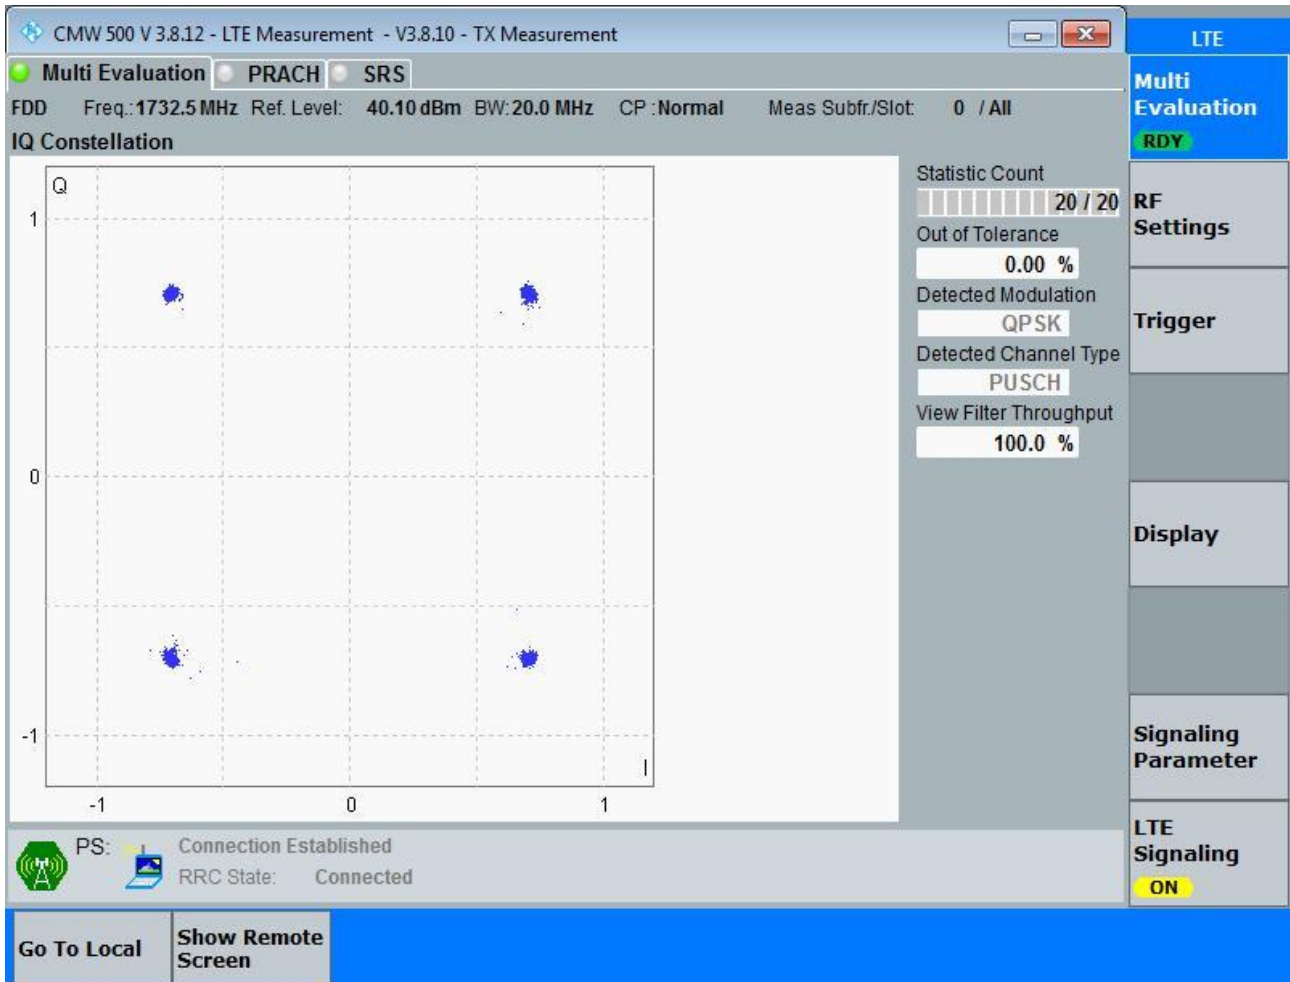 CMW 500 V 3.8.12 - LTE Measurement - V3.8.10 - TX Measurement
LTE
Multi Evaluation PRACH SRS
FDD Freq.: 1732.5 MHz Ref. Level: 40.10 dBm BW: 20.0 MHz CP : Normal Meas Subfr./Slot: 0 / All
IQ Constellation
Q
1
0
-1
I
-1 0 1
Statistic Count
20 / 20
Out of Tolerance
0.00 %
Detected Modulation
QPSK
Detected Channel Type
PUSCH
View Filter Throughput
100.0 %
Multi
Evaluation
RDY
RF
Settings
Trigger
Display
Signaling
Parameter
LTE
Signaling
ON
PS: Connection Established
RRC State: Connected
Go To Local
Show Remote
Screen